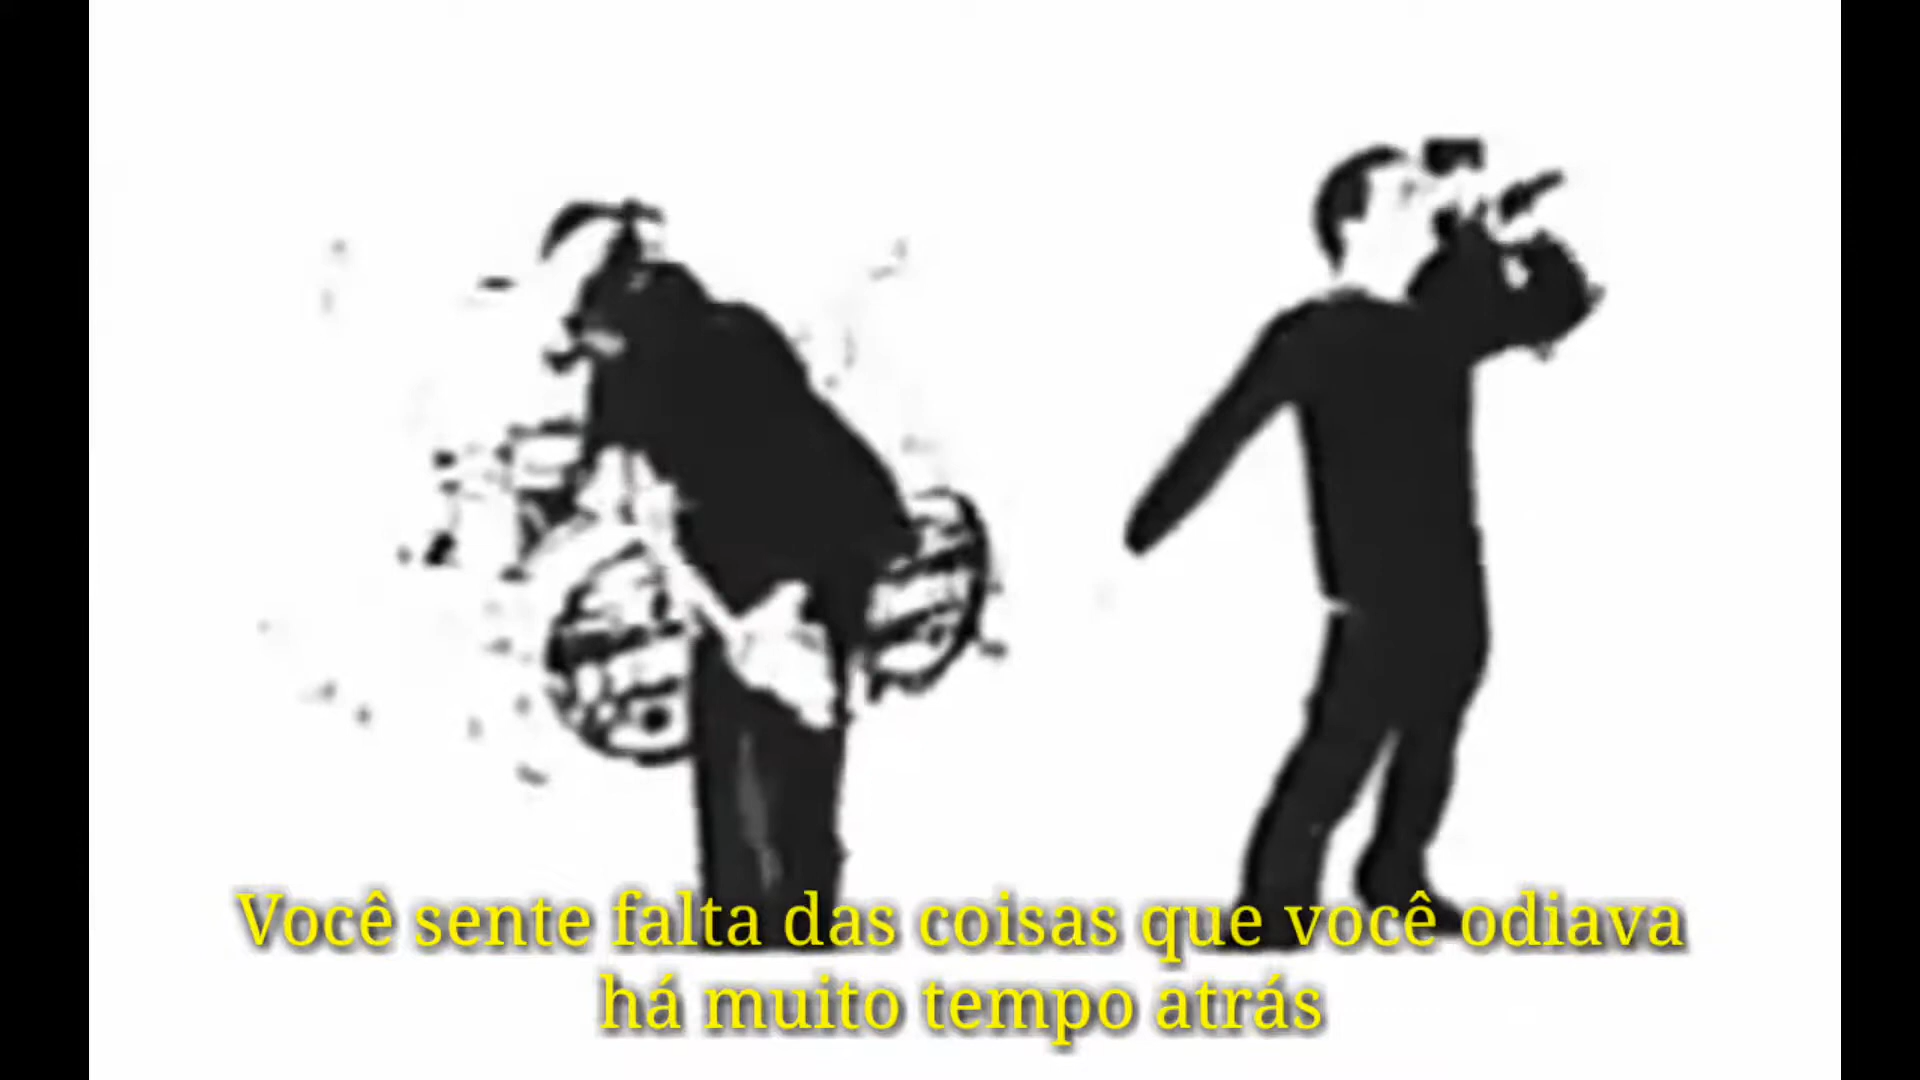 Você sente falta das coisas que você odiava
há muito tempo atrás